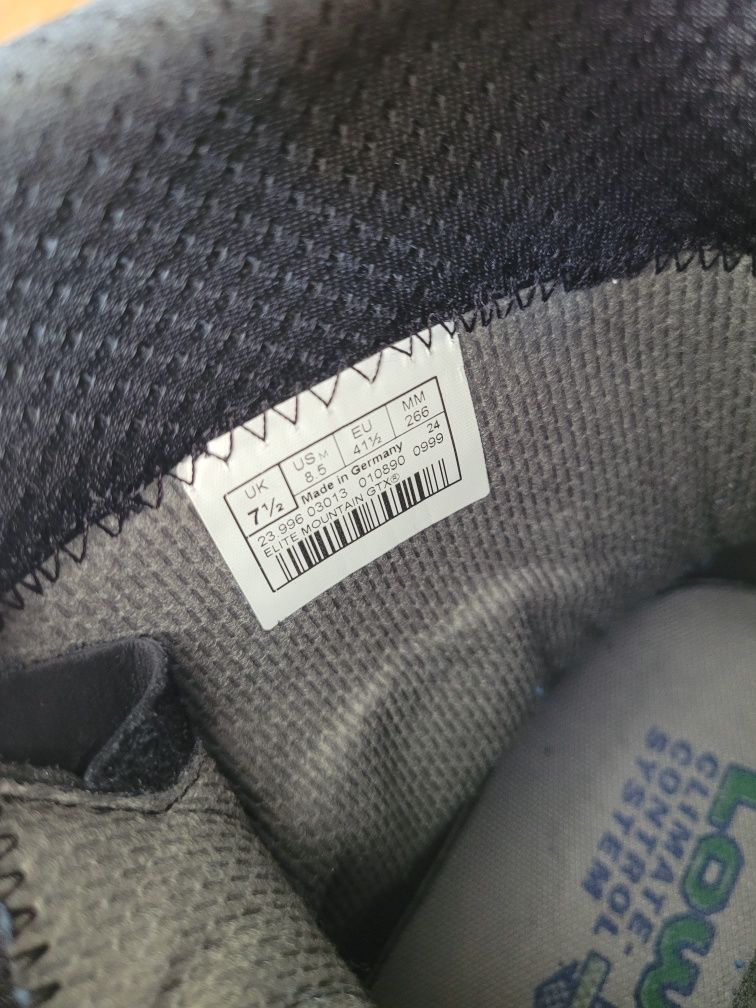 UK US M EU MM
7½ 8.5 41½ 266
Made in Germany 24
23.996 03013 010890 0999
ELITE MOUNTAIN GTX®
LOW
CLIMATE-
CONTROL
SYSTEM